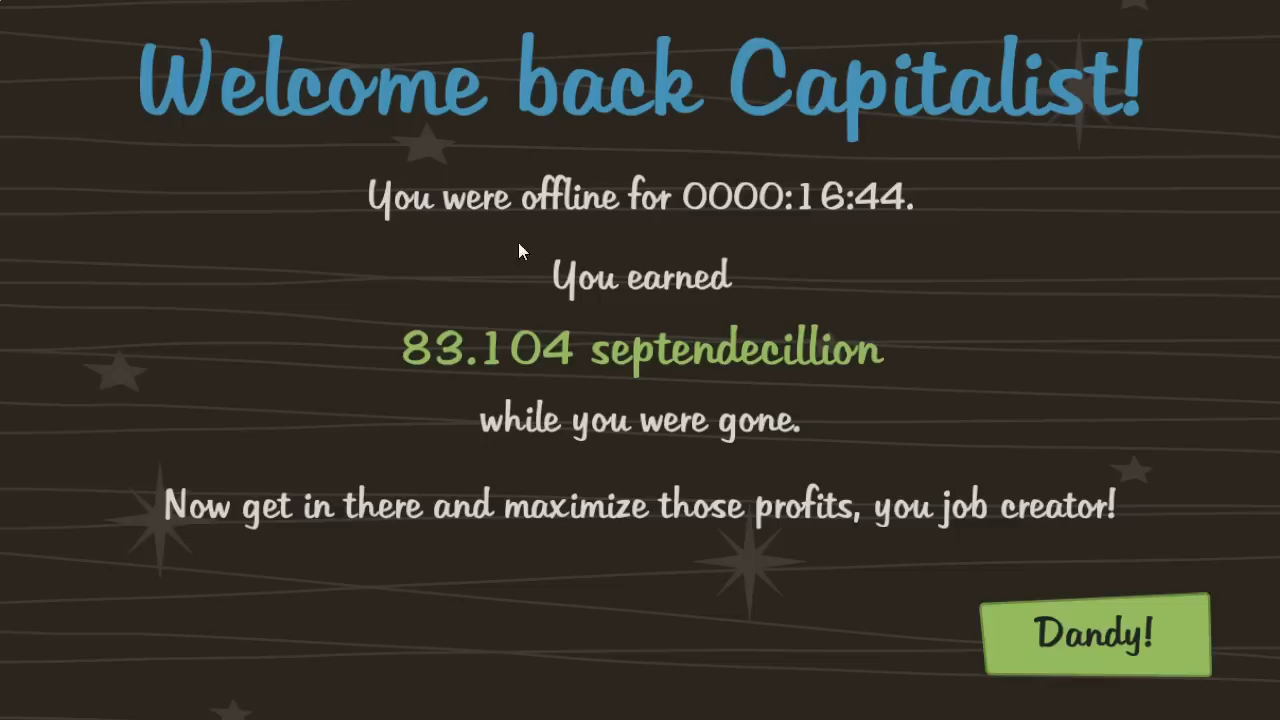 Welcome back Capitalist!
You were offline for 0000:16:44.
You earned
83.104 septendecillion
while you were gone.
Now get in there and maximize those profits, you job creator!
Dandy!